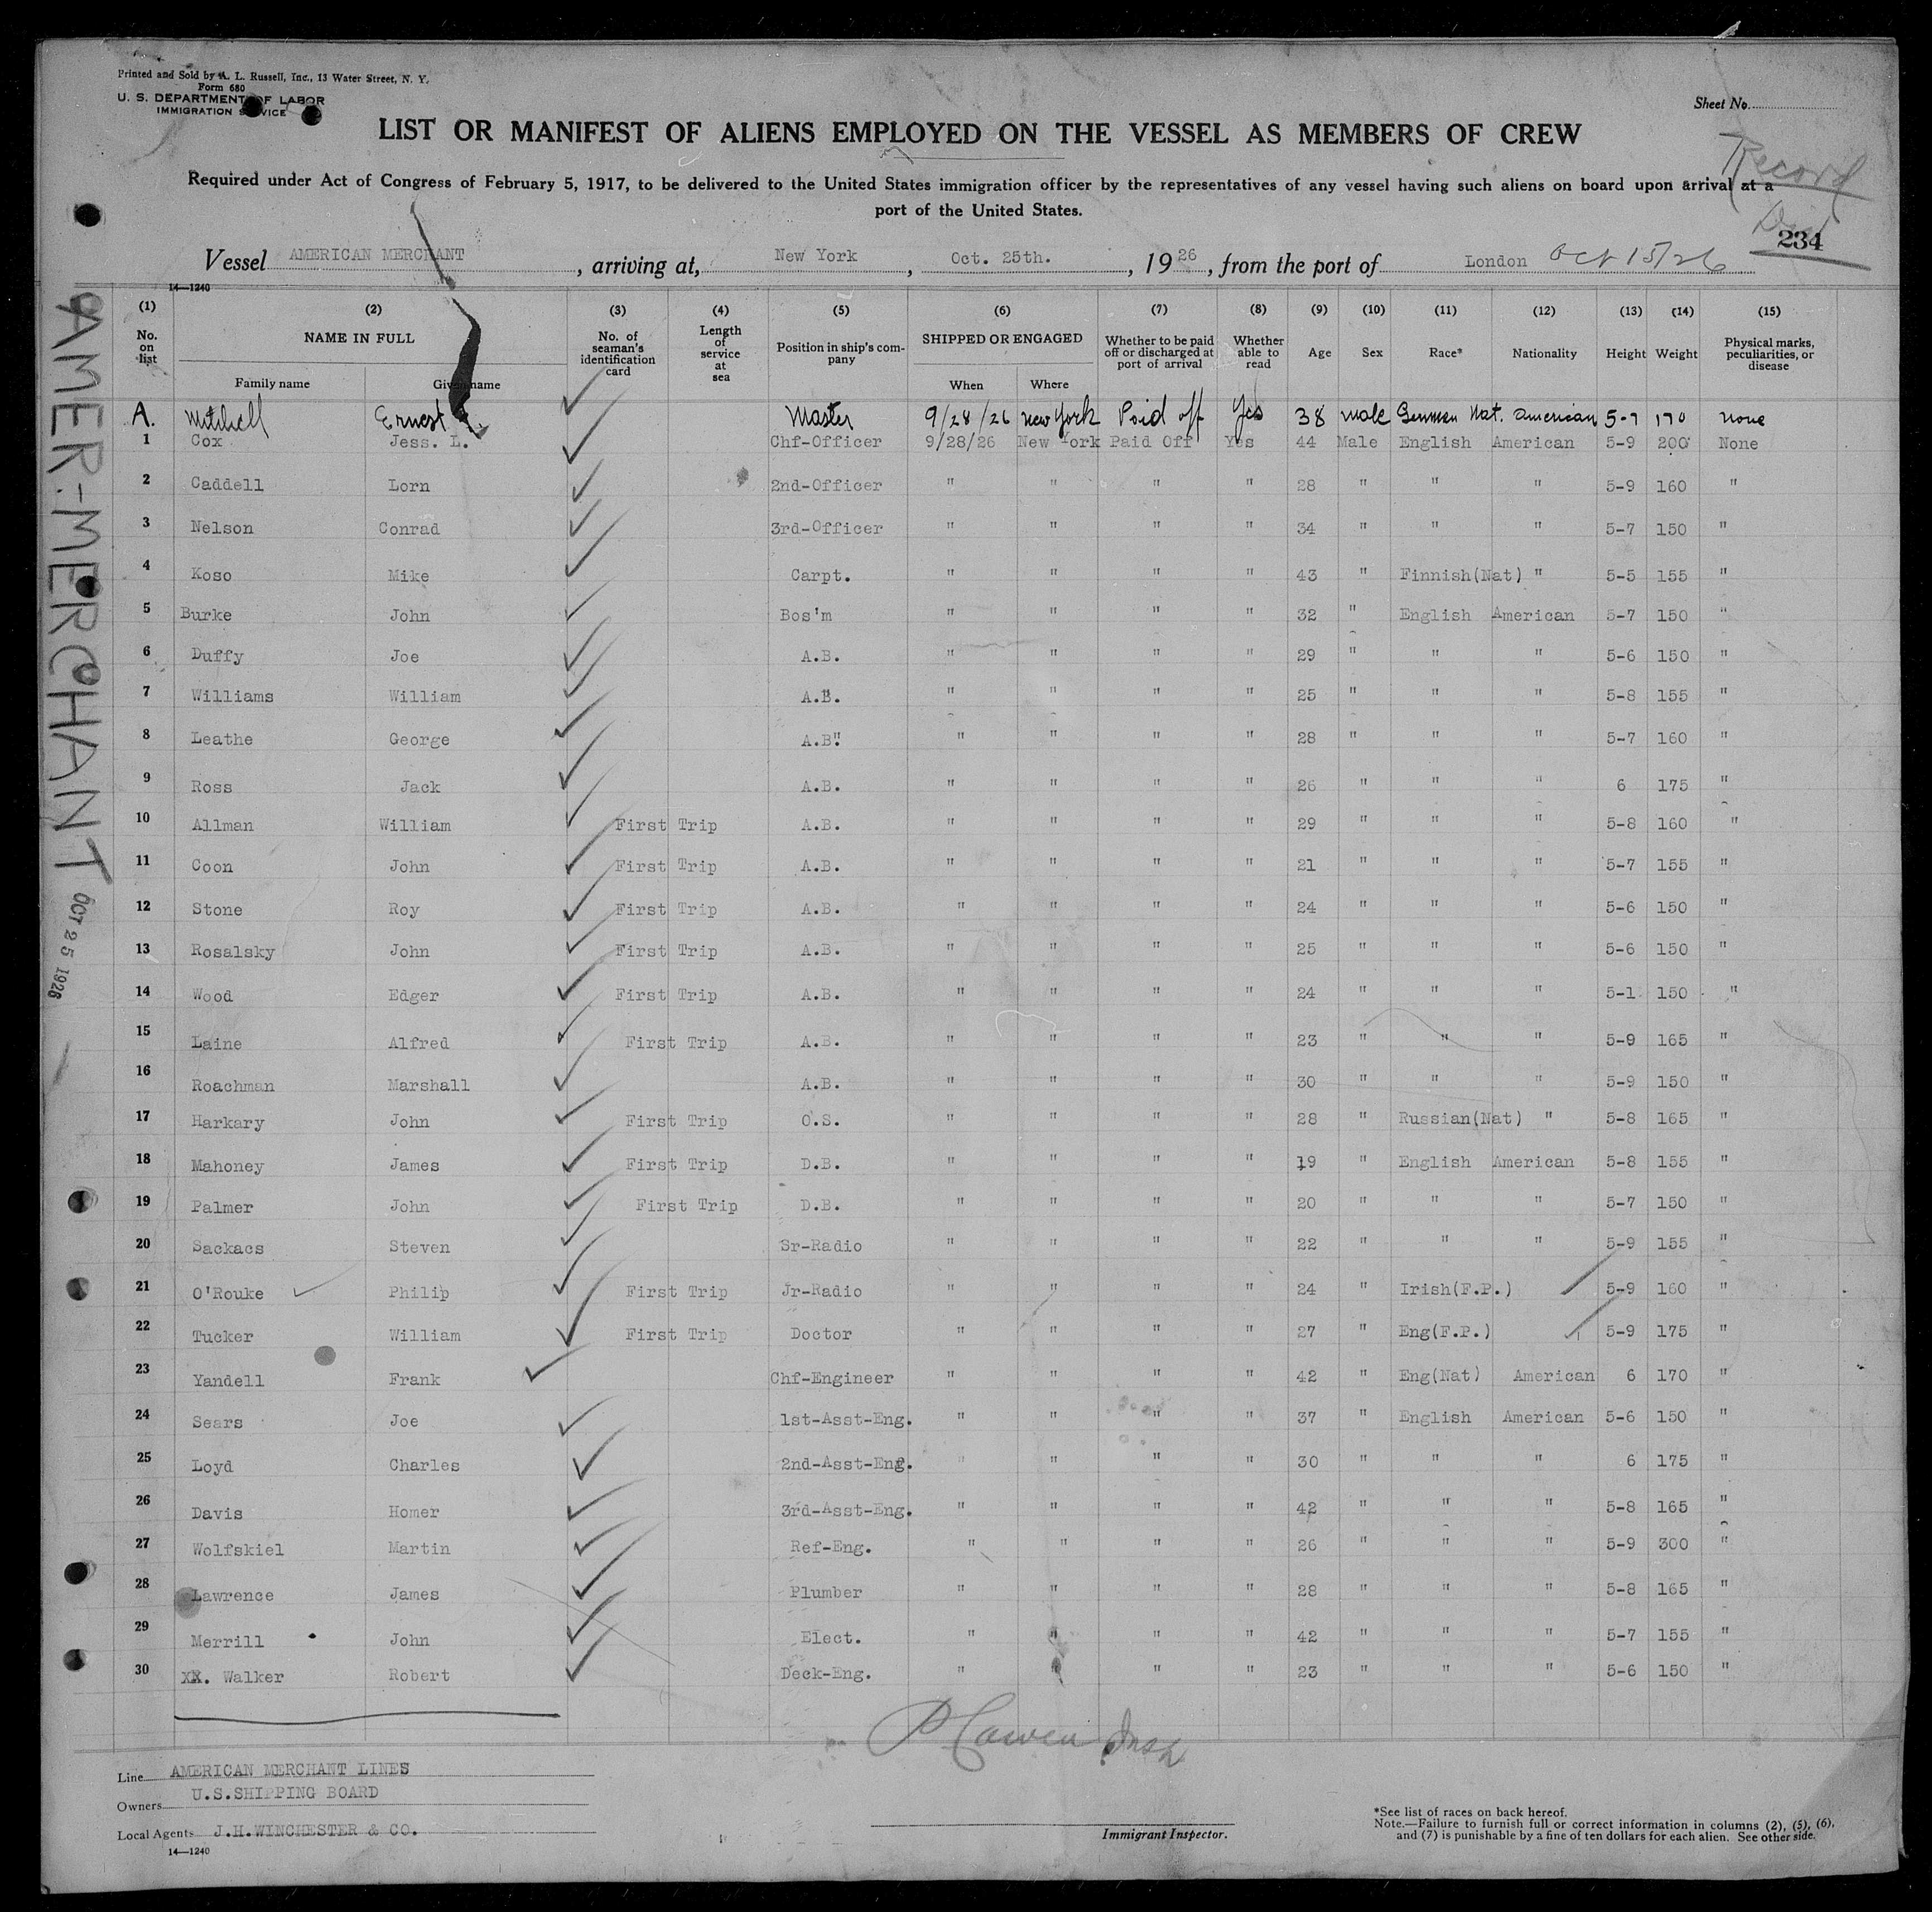 Printed and Sold by A. L. Russell, Inc., 13 Water Street, N. Y.
Form 680
U. S. DEPARTMENT OF LABOR
IMMIGRATION SERVICE
Sheet No.
LIST OR MANIFEST OF ALIENS EMPLOYED ON THE VESSEL AS MEMBERS OF CREW
Record
Required under Act of Congress of February 5, 1917, to be delivered to the United States immigration officer by the representatives of any vessel having such aliens on board upon arrival at a
port of the United States.
234
Vessel AMERICAN MERCHANT, arriving at, New York, Oct. 25th., 1926, from the port of London Oct 15/26
14—1240
(1) (2) (3) (4) (5) (6) (7) (8) (9) (10) (11) (12) (13) (14) (15)
No. on list NAME IN FULL No. of seaman's identification card Length of service at sea Position in ship's company SHIPPED OR ENGAGED Whether to be paid off or discharged at port of arrival Whether able to read Age Sex Race* Nationality Height Weight Physical marks, peculiarities, or disease
Family name Given name When Where
A. Mitchell Ernest Master 9/28/26 New York Paid off Yes 38 Male German Nat. American 5-7 170 None
1 Cox Jess. L. Chf-Officer 9/28/26 New York Paid Off Yes 44 Male English American 5-9 200 None
2 Caddell Lorn 2nd-Officer " " " " 28 " " " 5-9 160 "
3 Nelson Conrad 3rd-Officer " " " " 34 " " " 5-7 150 "
4 Koso Mike Carpt. " " " " 43 " Finnish(Nat) " 5-5 155 "
5 Burke John Bos'm " " " " 32 " English American 5-7 150 "
6 Duffy Joe A.B. " " " " 29 " " " 5-6 150 "
7 Williams William A.B. " " " " 25 " " " 5-8 155 "
8 Leathe George A.B." " " " " 28 " " " 5-7 160 "
9 Ross Jack A.B. " " " " 26 " " " 6 175 "
10 Allman William First Trip A.B. " " " " 29 " " " 5-8 160 "
11 Coon John First Trip A.B. " " " " 21 " " " 5-7 155 "
12 Stone Roy First Trip A.B. " " " " 24 " " " 5-6 150 "
13 Rosalsky John First Trip A.B. " " " " 25 " " " 5-6 150 "
14 Wood Edger First Trip A.B. " " " " 24 " " " 5-1 150 "
15 Laine Alfred First Trip A.B. " " " " 23 " " " 5-9 165 "
16 Roachman Marshall A.B. " " " " 30 " " " 5-9 150 "
17 Harkary John First Trip O.S. " " " " 28 " Russian(Nat) " 5-8 165 "
18 Mahoney James First Trip D.B. " " " " 19 " English American 5-8 155 "
19 Palmer John First Trip D.B. " " " " 20 " " " 5-7 150 "
20 Sackacs Steven Sr-Radio " " " " 22 " " " 5-9 155 "
21 O'Rouke Philip First Trip Jr-Radio " " " " 24 " Irish(F.P.) 5-9 160 "
22 Tucker William First Trip Doctor " " " " 27 " Eng(F.P.) 5-9 175 "
23 Yandell Frank Chf-Engineer " " " " 42 " Eng(Nat) American 6 170 "
24 Sears Joe 1st-Asst-Eng. " " " " 37 " English American 5-6 150 "
25 Loyd Charles 2nd-Asst-Eng. " " " " 30 " " " 6 175 "
26 Davis Homer 3rd-Asst-Eng. " " " " 42 " " " 5-8 165 "
27 Wolfskiel Martin Ref-Eng. " " " " 26 " " " 5-9 300 "
28 Lawrence James Plumber " " " " 28 " " " 5-8 165 "
29 Merrill John Elect. " " " " 42 " " " 5-7 155 "
30 XX. Walker Robert Deck-Eng. " " " " 23 " " " 5-6 150 "
P Cowen Insp
Line AMERICAN MERCHANT LINES
Owners U.S.SHIPPING BOARD
Local Agents J.H.WINCHESTER & CO.
14—1240
Immigrant Inspector.
*See list of races on back hereof.
Note.—Failure to furnish full or correct information in columns (2), (5), (6),
and (7) is punishable by a fine of ten dollars for each alien. See other side.
AMER:-MERCHANT
OCT 25 1926